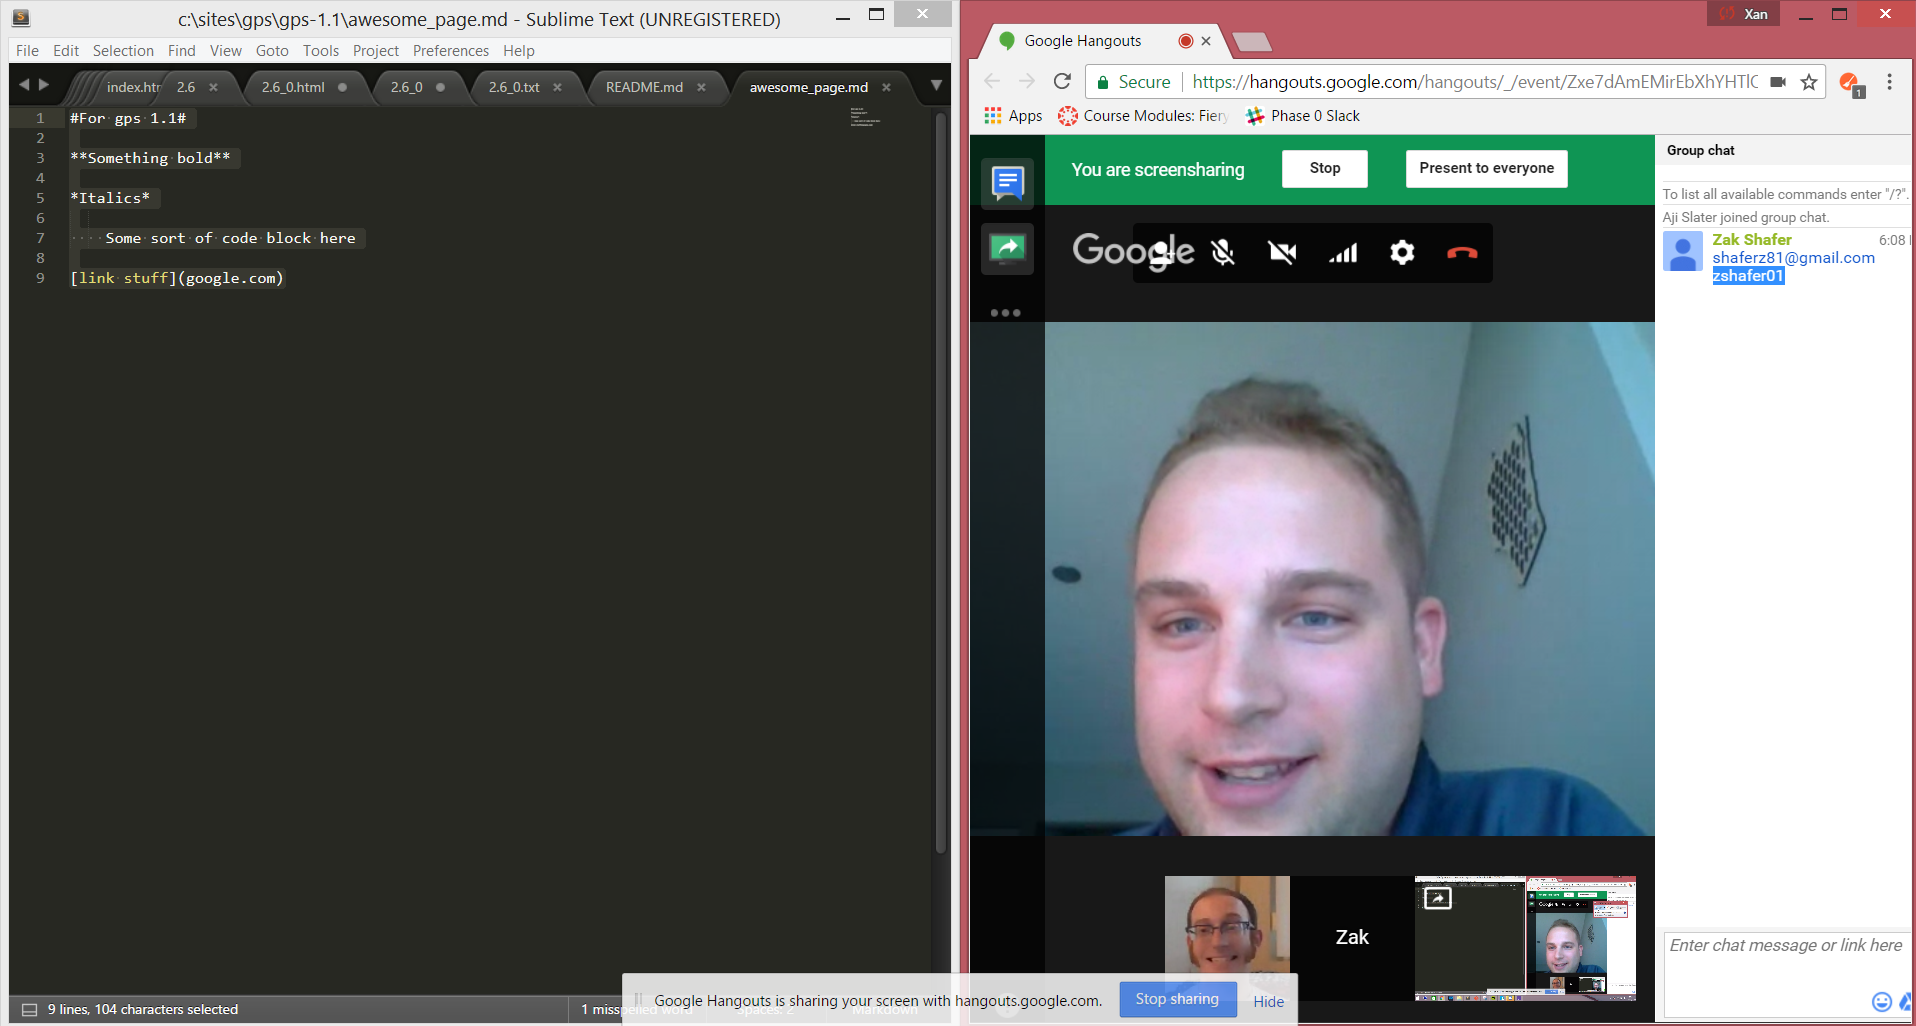 c:\sites\gps\gps-1.1\awesome_page.md - Sublime Text (UNREGISTERED)
File Edit Selection Find View Goto Tools Project Preferences Help
index.htm 2.6 2.6_0.html 2.6_0 2.6_0.txt README.md awesome_page.md
1 #For gps 1.1#
2
3 **Something bold**
4
5 *Italics*
6
7 Some sort of code block here
8
9 [link stuff](google.com)
9 lines, 104 characters selected
1 misspelled word
Spaces: 2
Markdown
Xan
Google Hangouts
Secure https://hangouts.google.com/hangouts/_/event/Zxe7dAmEMirEbXhYHTlC
1
Apps Course Modules: Fiery Phase 0 Slack
You are screensharing Stop Present to everyone
Google
Group chat
To list all available commands enter "/?".
Aji Slater joined group chat.
Zak Shafer 6:08
shaferz81@gmail.com
zshafer01
Zak
Enter chat message or link here
Google Hangouts is sharing your screen with hangouts.google.com. Stop sharing Hide